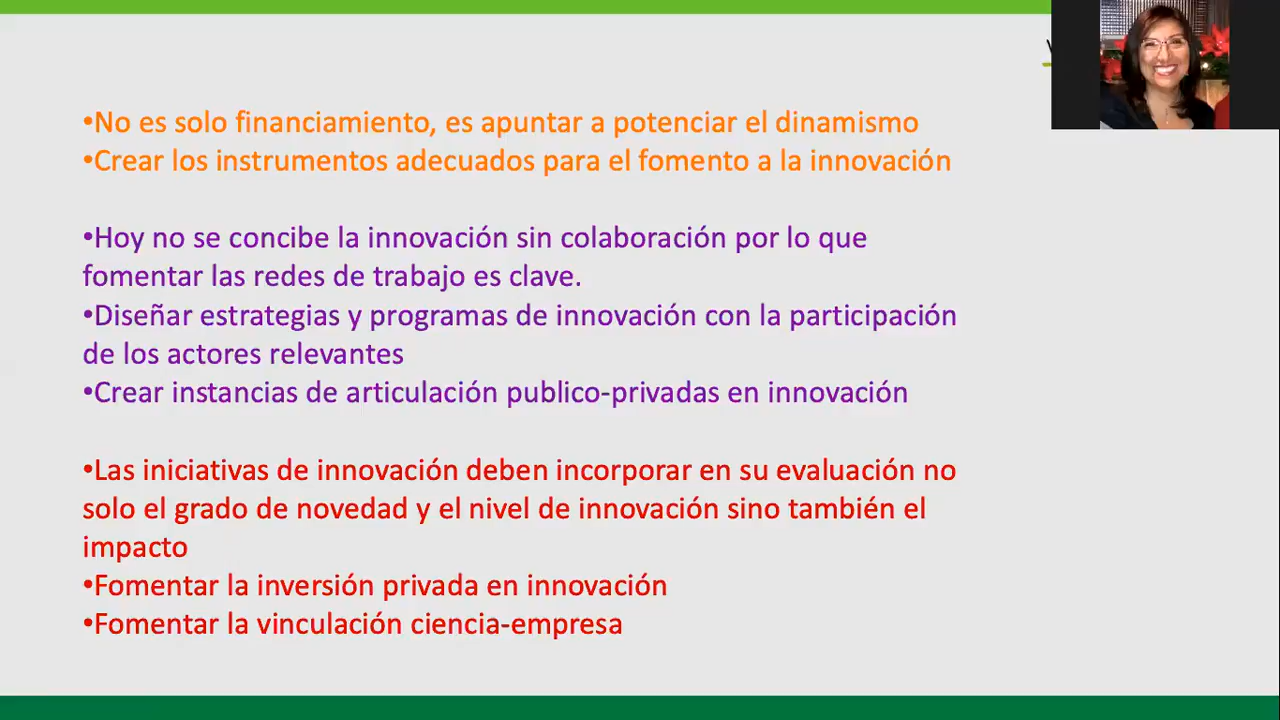 •No es solo financiamiento, es apuntar a potenciar el dinamismo
•Crear los instrumentos adecuados para el fomento a la innovación
•Hoy no se concibe la innovación sin colaboración por lo que
fomentar las redes de trabajo es clave.
•Diseñar estrategias y programas de innovación con la participación
de los actores relevantes
•Crear instancias de articulación publico-privadas en innovación
•Las iniciativas de innovación deben incorporar en su evaluación no
solo el grado de novedad y el nivel de innovación sino también el
impacto
•Fomentar la inversión privada en innovación
•Fomentar la vinculación ciencia-empresa